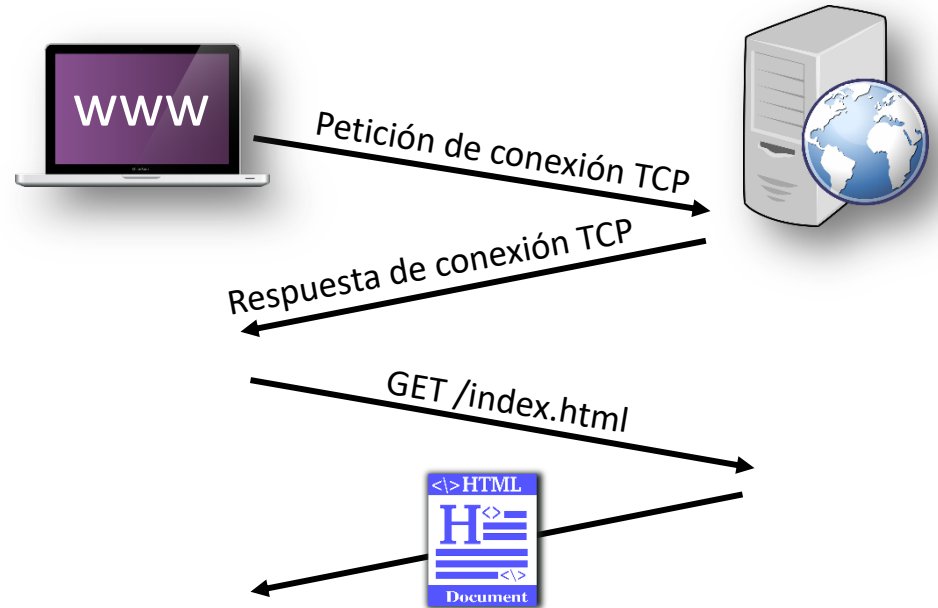 WWW
Petición de conexión TCP
Respuesta de conexión TCP
GET /index.html
<\>HTML
H<>
<\>
Document